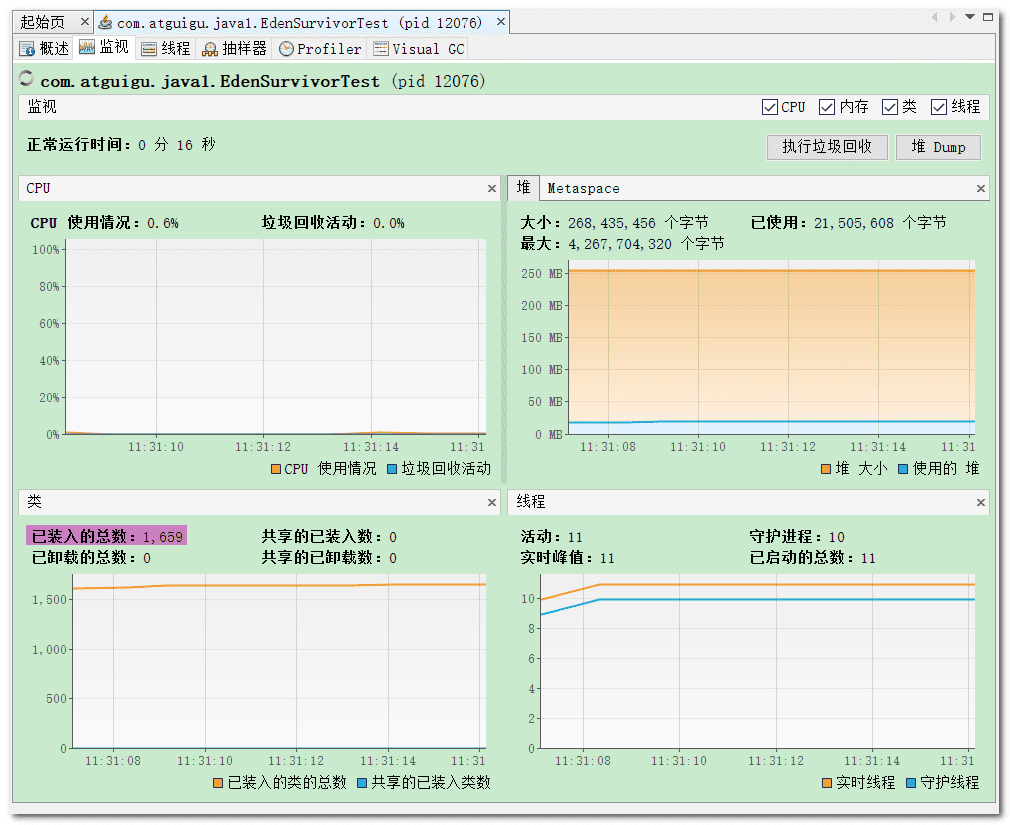 起始页 × com.atguigu.java1.EdenSurvivorTest (pid 12076) ×
概述 监视 线程 抽样器 Profiler Visual GC
com.atguigu.java1.EdenSurvivorTest (pid 12076)
监视 CPU 内存 类 线程
正常运行时间: 0 分 16 秒 执行垃圾回收 堆 Dump
CPU ×
CPU 使用情况: 0.6% 垃圾回收活动: 0.0%
100%
80%
60%
40%
20%
0%
11:31:10 11:31:12 11:31:14 11:31
CPU 使用情况 垃圾回收活动
堆 Metaspace ×
大小: 268,435,456 个字节 已使用: 21,505,608 个字节
最大: 4,267,704,320 个字节
250 MB
200 MB
150 MB
100 MB
50 MB
0 MB
11:31:08 11:31:10 11:31:12 11:31:14 11:31
堆 大小 使用的 堆
类 ×
已装入的总数: 1,659 共享的已装入数: 0
已卸载的总数: 0 共享的已卸载数: 0
1,500
1,000
500
0
11:31:08 11:31:10 11:31:12 11:31:14 11:31
已装入的类的总数 共享的已装入类数
线程 ×
活动: 11 守护进程: 10
实时峰值: 11 已启动的总数: 11
10
8
6
4
2
0
11:31:08 11:31:10 11:31:12 11:31:14 11:31
实时线程 守护线程